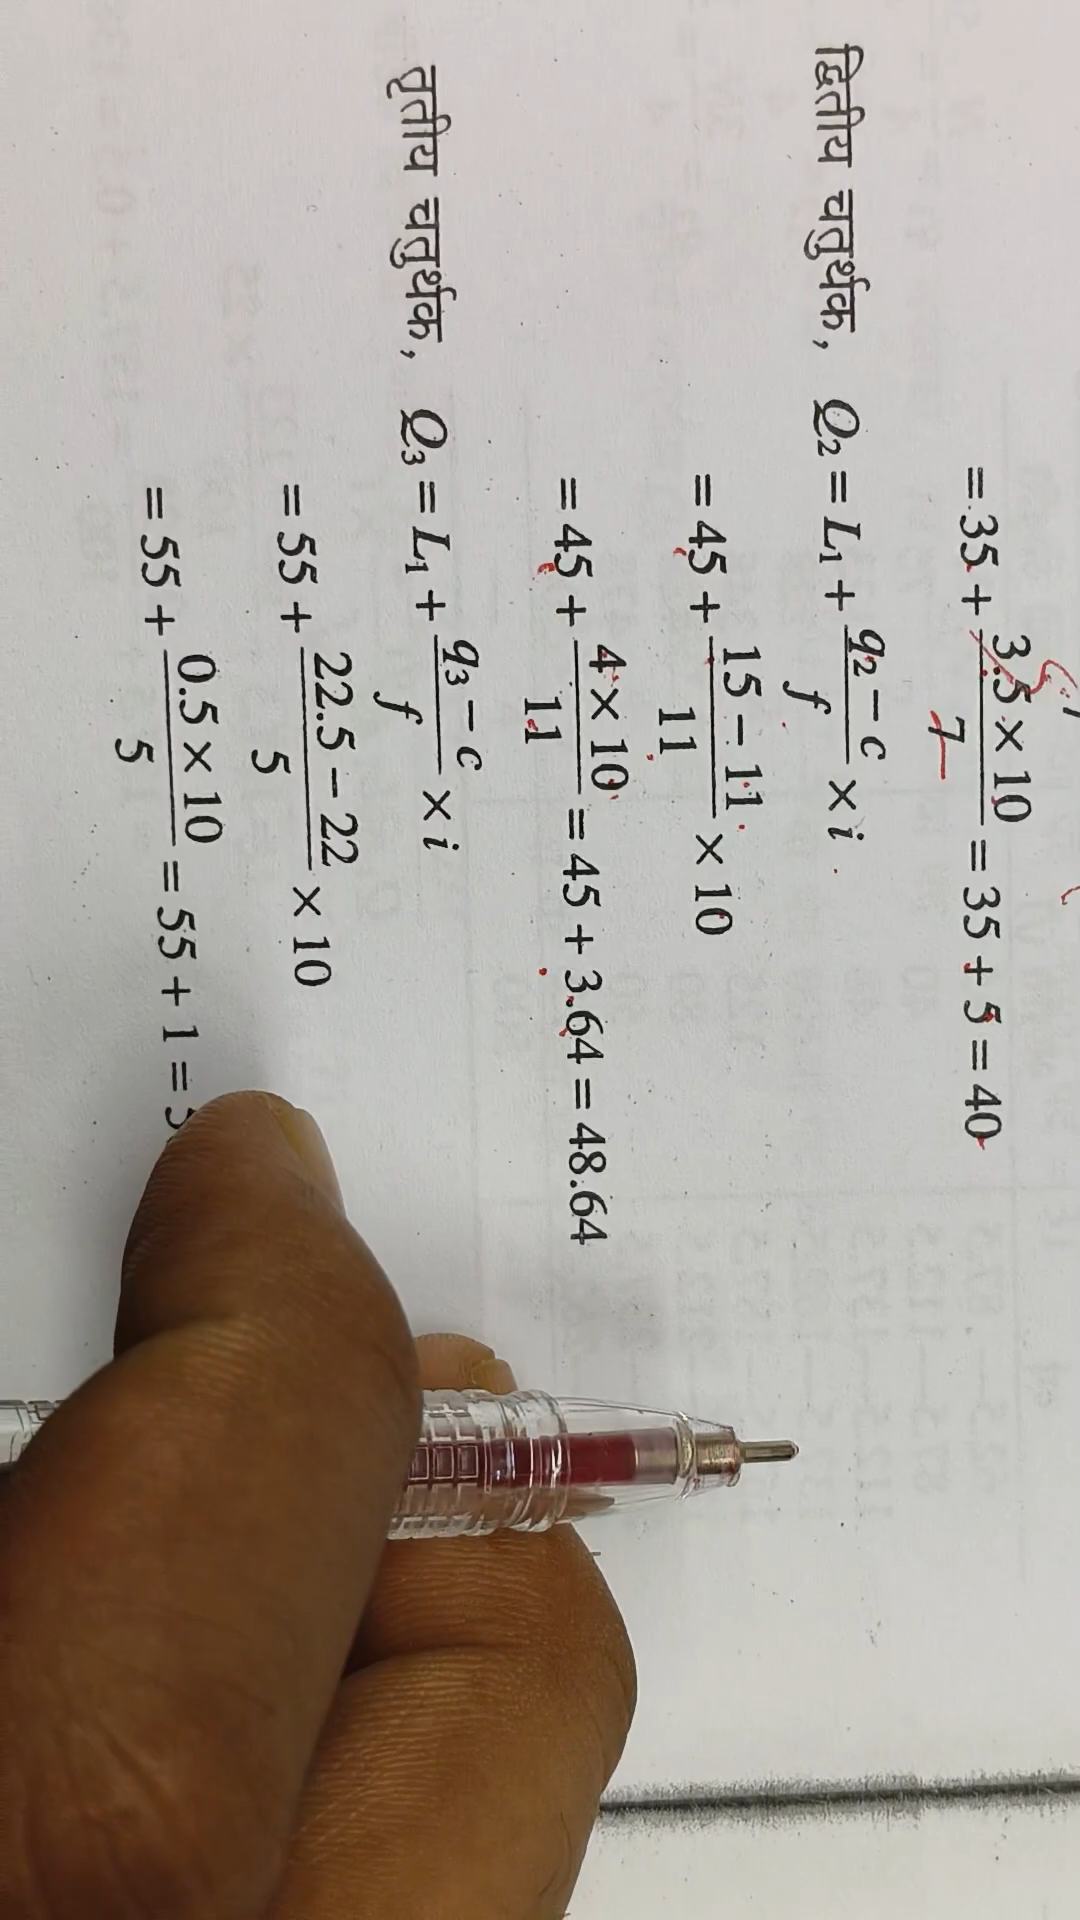 = 35 + 3.5 × 10 / 7 = 35 + 5 = 40
द्वितीय चतुर्थक, Q₂ = L₁ + q₂ − c / f × i
= 45 + 15 − 11 / 11 × 10
= 45 + 4 × 10 / 11 = 45 + 3.64 = 48.64
तृतीय चतुर्थक, Q₃ = L₁ + q₃ − c / f × i
= 55 + 22.5 − 22 / 5 × 10
= 55 + 0.5 × 10 / 5 = 55 + 1 =